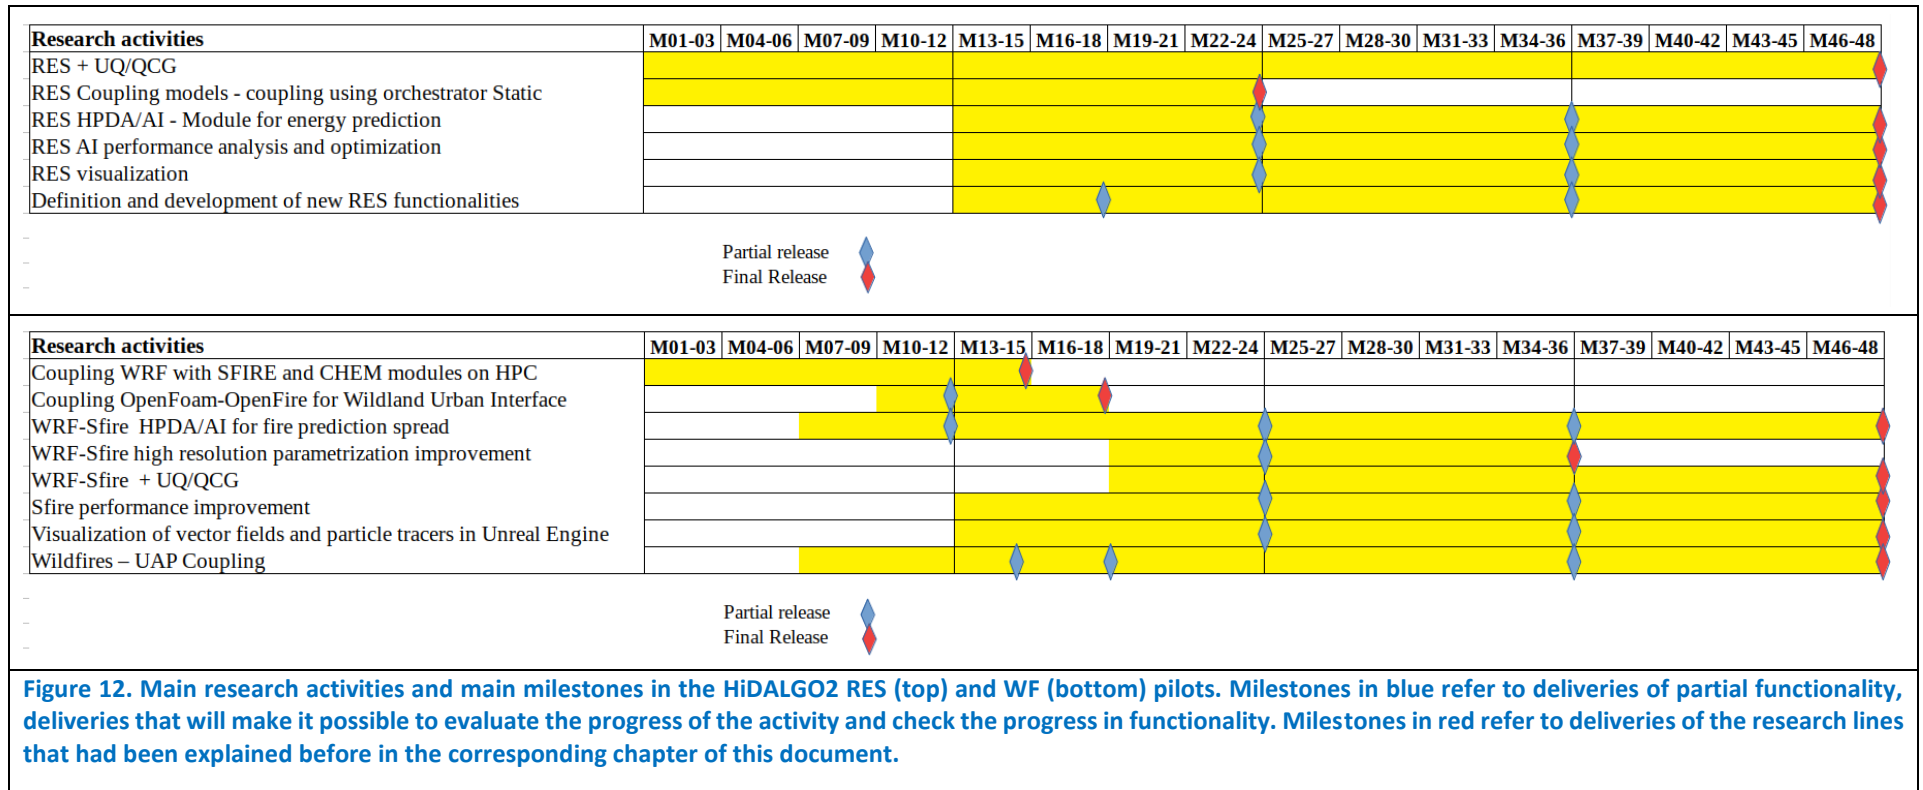 Research activities M01-03 M04-06 M07-09 M10-12 M13-15 M16-18 M19-21 M22-24 M25-27 M28-30 M31-33 M34-36 M37-39 M40-42 M43-45 M46-48
RES + UQ/QCG
RES Coupling models - coupling using orchestrator Static
RES HPDA/AI - Module for energy prediction
RES AI performance analysis and optimization
RES visualization
Definition and development of new RES functionalities
Partial release
Final Release
Research activities M01-03 M04-06 M07-09 M10-12 M13-15 M16-18 M19-21 M22-24 M25-27 M28-30 M31-33 M34-36 M37-39 M40-42 M43-45 M46-48
Coupling WRF with SFIRE and CHEM modules on HPC
Coupling OpenFoam-OpenFire for Wildland Urban Interface
WRF-Sfire HPDA/AI for fire prediction spread
WRF-Sfire high resolution parametrization improvement
WRF-Sfire + UQ/QCG
Sfire performance improvement
Visualization of vector fields and particle tracers in Unreal Engine
Wildfires – UAP Coupling
Partial release
Final Release
Figure 12. Main research activities and main milestones in the HiDALGO2 RES (top) and WF (bottom) pilots. Milestones in blue refer to deliveries of partial functionality,
deliveries that will make it possible to evaluate the progress of the activity and check the progress in functionality. Milestones in red refer to deliveries of the research lines
that had been explained before in the corresponding chapter of this document.